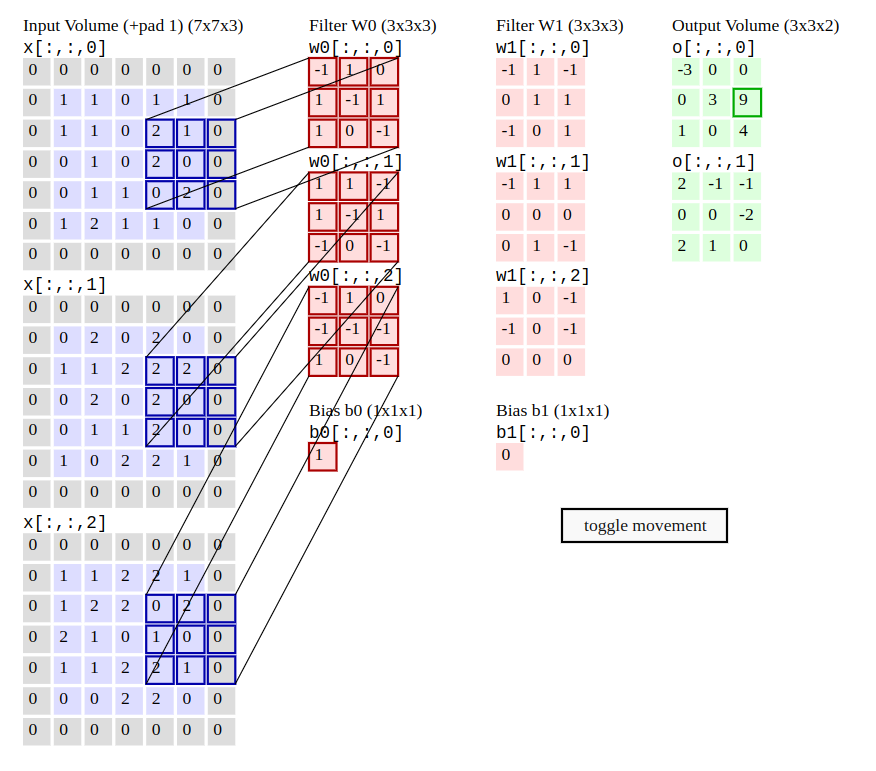 Input Volume (+pad 1) (7x7x3)
x[:,:,0]
0 0 0 0 0 0 0
0 1 1 0 1 1 0
0 1 1 0 2 1 0
0 0 1 0 2 0 0
0 0 1 1 0 2 0
0 1 2 1 1 0 0
0 0 0 0 0 0 0
x[:,:,1]
0 0 0 0 0 0 0
0 0 2 0 2 0 0
0 1 1 2 2 2 0
0 0 2 0 2 0 0
0 0 1 1 2 0 0
0 1 0 2 2 1 0
0 0 0 0 0 0 0
x[:,:,2]
0 0 0 0 0 0 0
0 1 1 2 2 1 0
0 1 2 2 0 2 0
0 2 1 0 1 0 0
0 1 1 2 2 1 0
0 0 0 2 2 0 0
0 0 0 0 0 0 0
Filter W0 (3x3x3)
w0[:,:,0]
-1 1 0
1 -1 1
1 0 -1
w0[:,:,1]
1 1 -1
1 -1 1
-1 0 -1
w0[:,:,2]
-1 1 0
-1 -1 -1
1 0 -1
Bias b0 (1x1x1)
b0[:,:,0]
1
Filter W1 (3x3x3)
w1[:,:,0]
-1 1 -1
0 1 1
-1 0 1
w1[:,:,1]
-1 1 1
0 0 0
0 1 -1
w1[:,:,2]
1 0 -1
-1 0 -1
0 0 0
Bias b1 (1x1x1)
b1[:,:,0]
0
Output Volume (3x3x2)
o[:,:,0]
-3 0 0
0 3 9
1 0 4
o[:,:,1]
2 -1 -1
0 0 -2
2 1 0
toggle movement